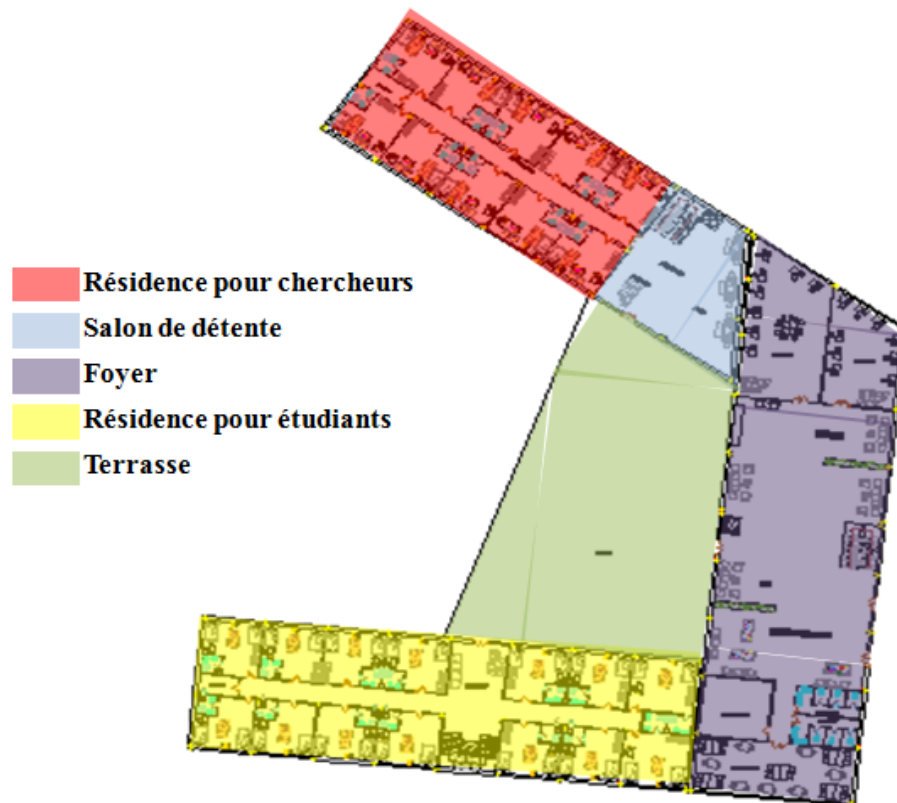 Résidence pour chercheurs
Salon de détente
Foyer
Résidence pour étudiants
Terrasse